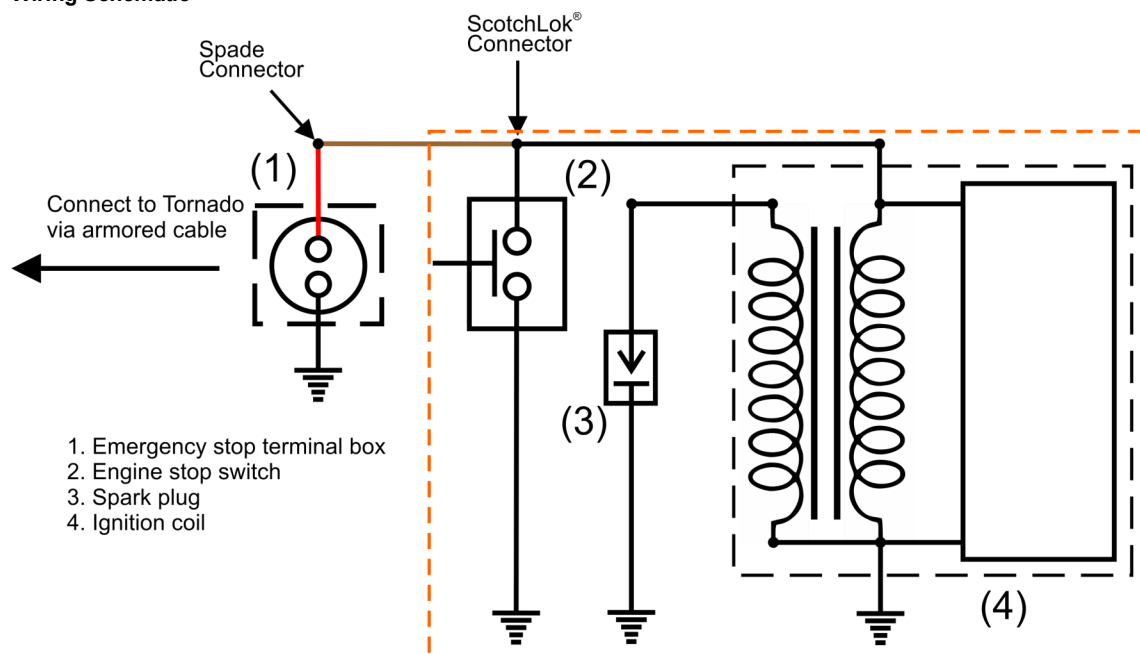 Wiring Schematic
ScotchLok®
Connector
Spade
Connector
(1)
(2)
Connect to Tornado
via armored cable
(3)
1. Emergency stop terminal box
2. Engine stop switch
3. Spark plug
4. Ignition coil
(4)